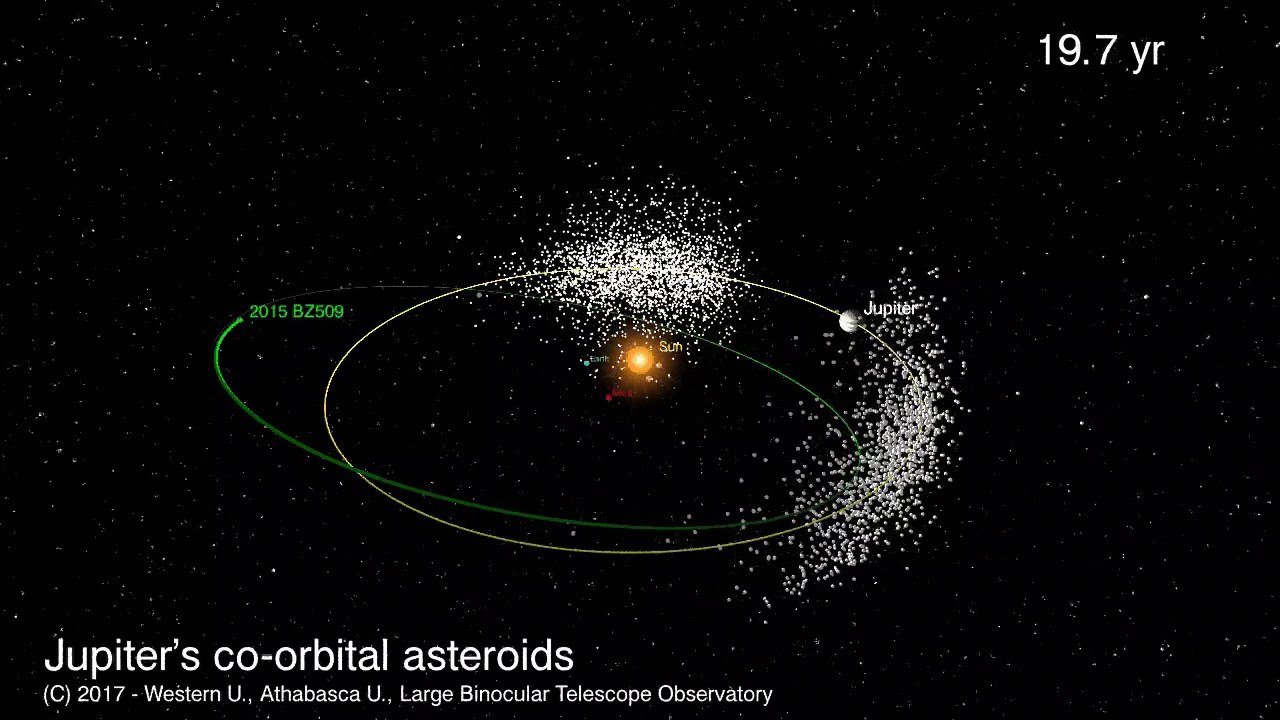 19.7 yr
2015 BZ509
Jupiter
Sun
Earth
Mars
Jupiter's co-orbital asteroids
(C) 2017 - Western U., Athabasca U., Large Binocular Telescope Observatory